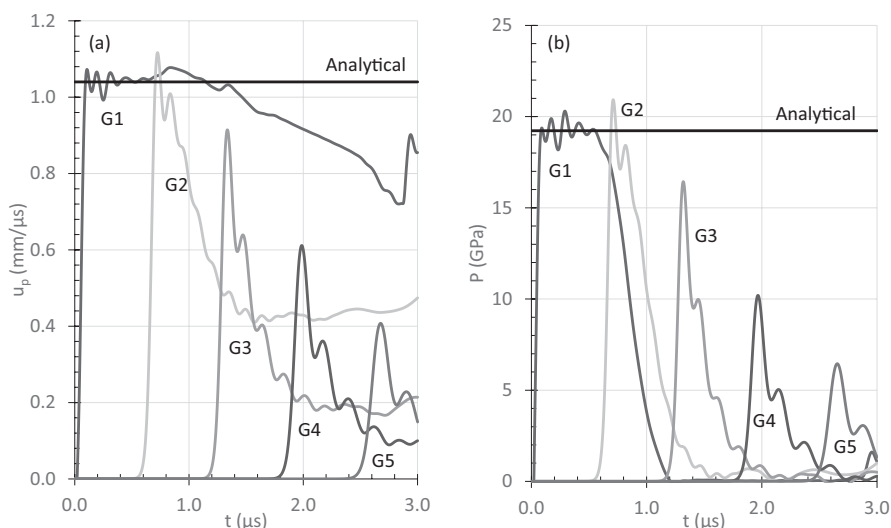 (a)
Analytical
G1
G2
G3
G4
G5
1.2
1.0
0.8
0.6
0.4
0.2
0.0
uₚ (mm/μs)
0.0
1.0
2.0
3.0
t (μs)
(b)
G2
Analytical
G1
G3
G4
G5
25
20
15
10
5
0
P (GPa)
0.0
1.0
2.0
3.0
t (μs)